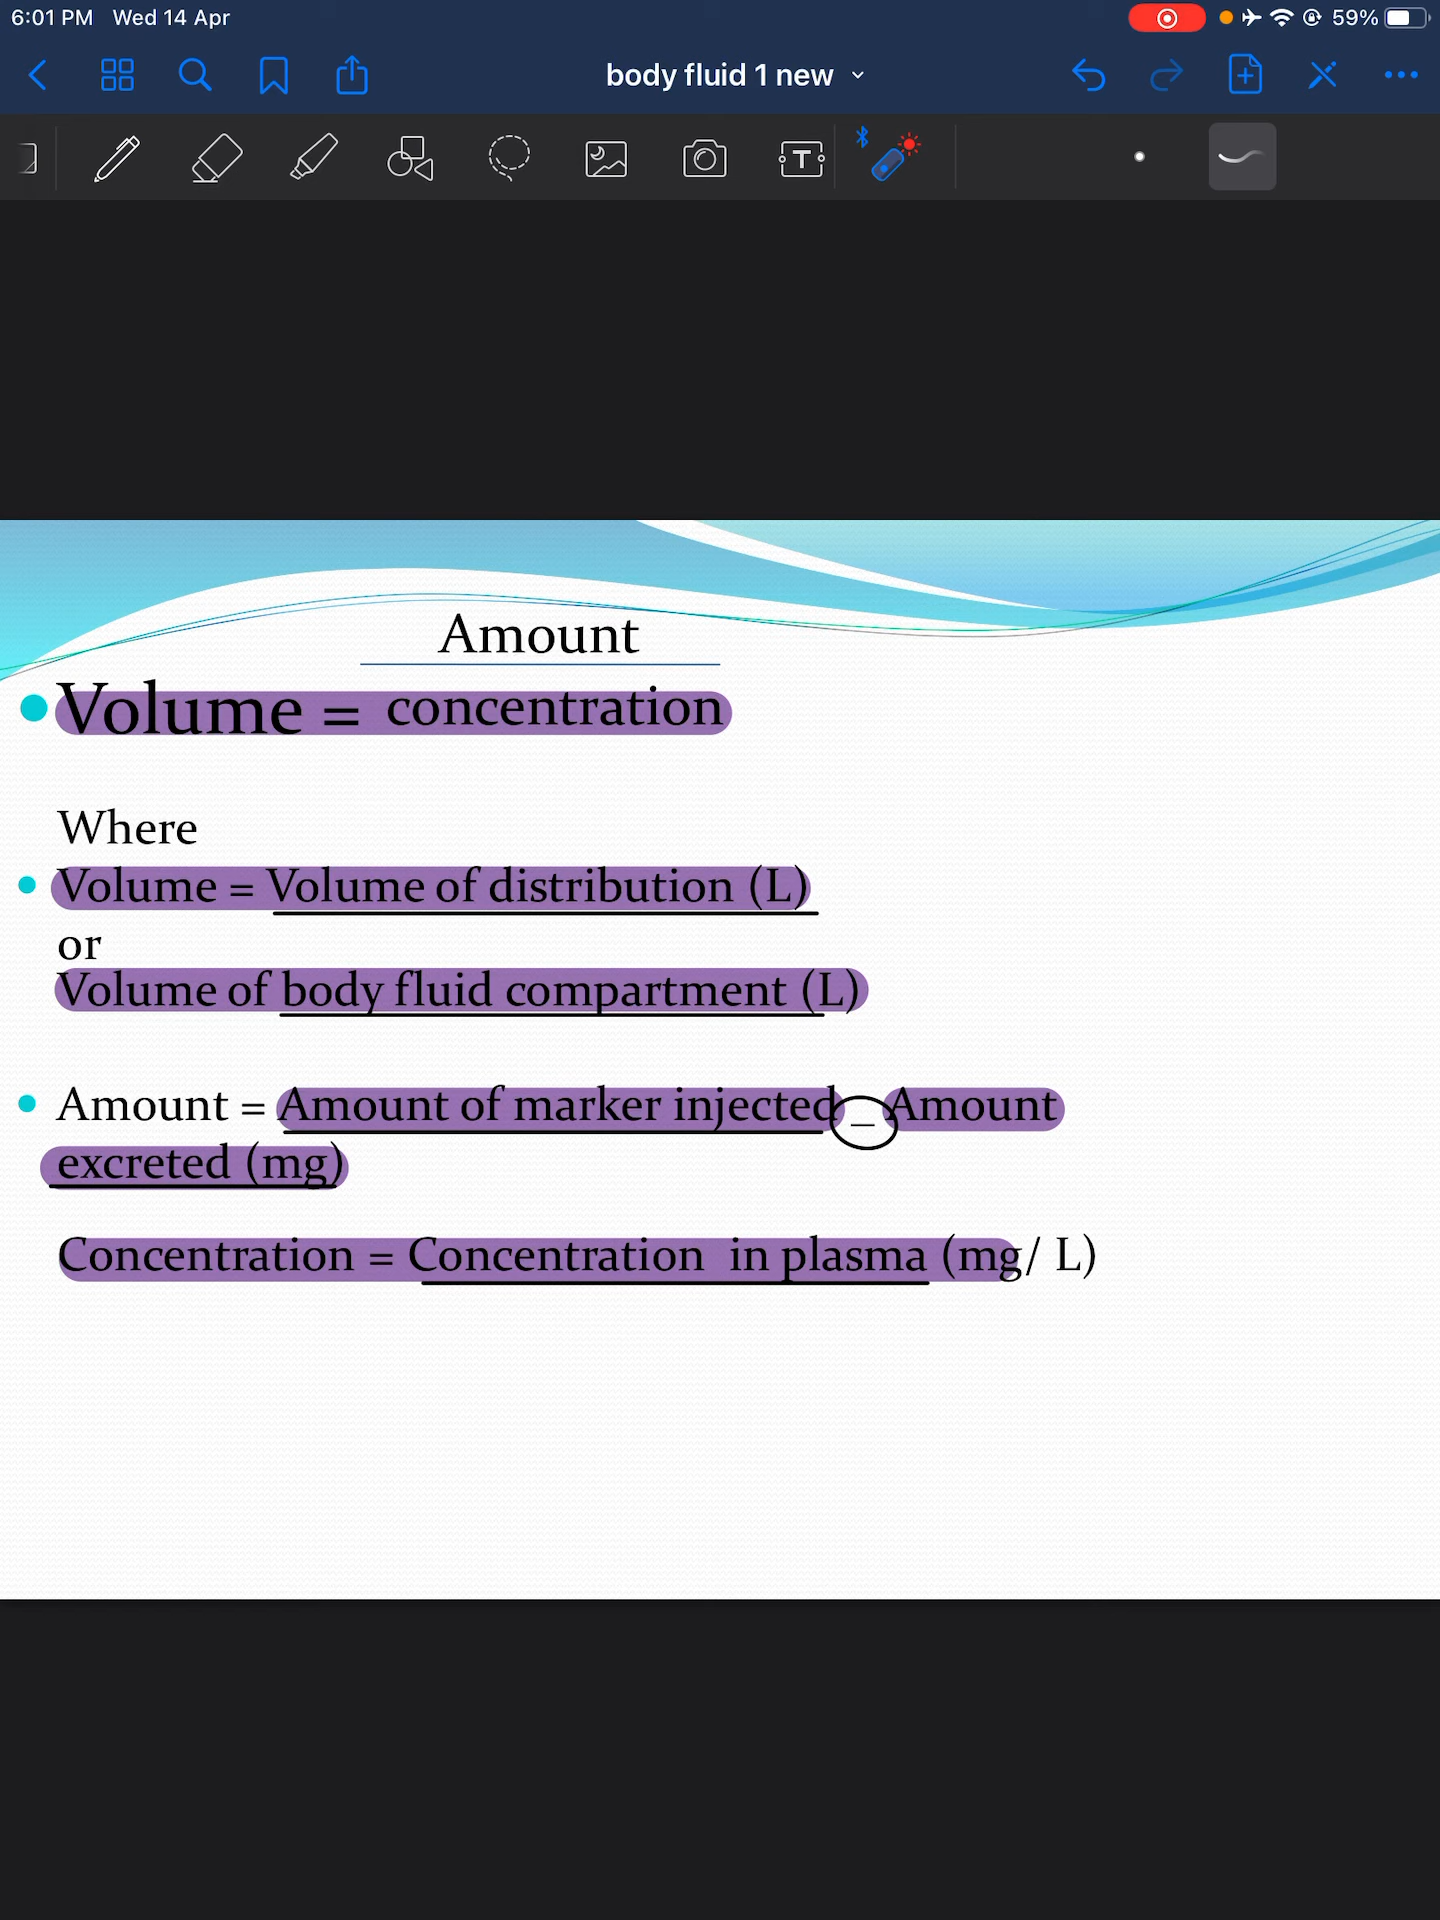 6:01 PM Wed 14 Apr
59%
body fluid 1 new
T
Amount
Volume = concentration
Where
Volume = Volume of distribution (L)
or
Volume of body fluid compartment (L)
Amount = Amount of marker injected – Amount
excreted (mg)
Concentration = Concentration in plasma (mg/ L)